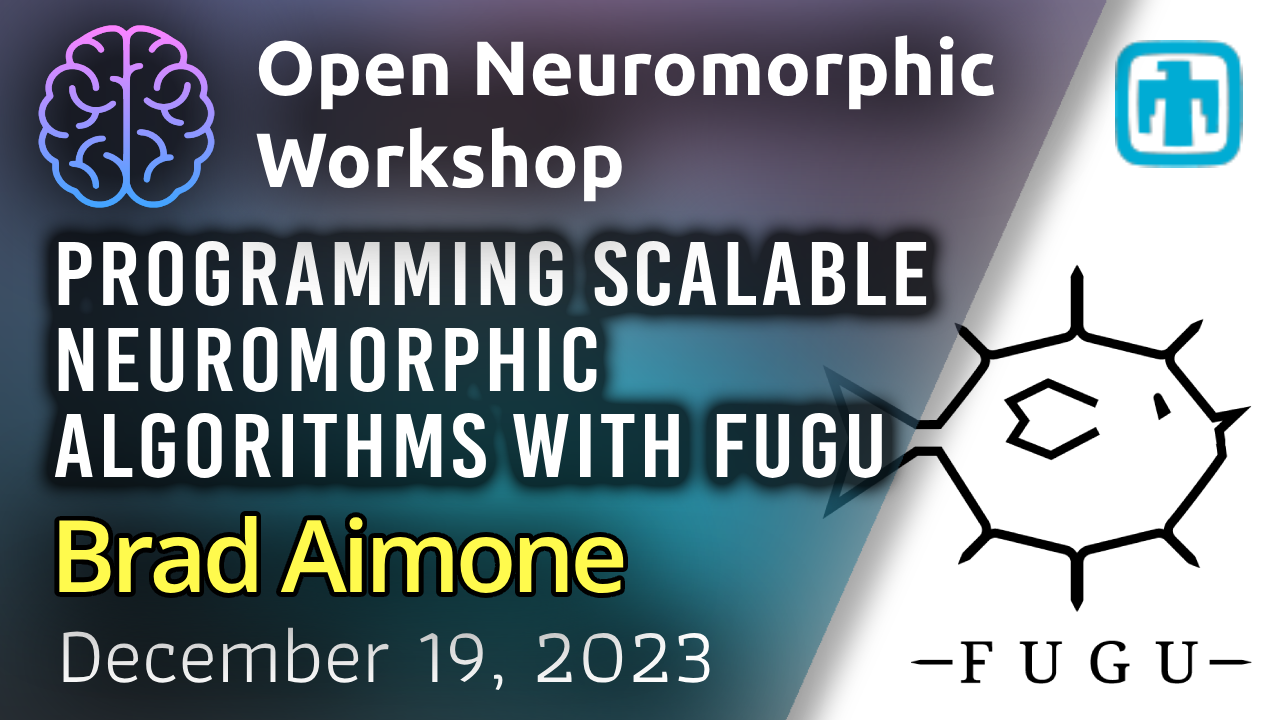 Open Neuromorphic
Workshop
PROGRAMMING SCALABLE
NEUROMORPHIC
ALGORITHMS WITH FUGU
Brad Aimone
December 19, 2023
FUGU